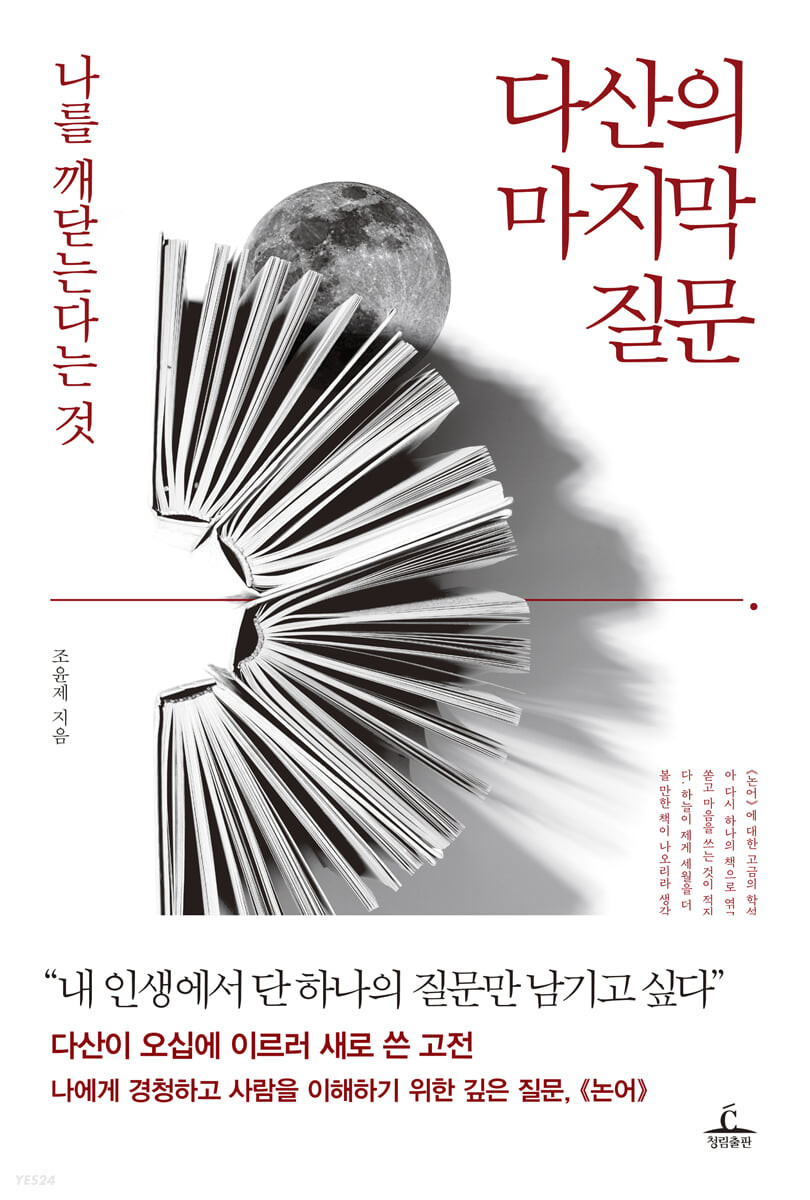 다산의
마지막
질문
나를 깨닫는다는 것
조윤제 지음
《논어》에 대한 고금의 학석
아 다시 하나의 책으로 엮
쏟고 마음을 쓰는 것이 적지
다. 하늘이 제게 세월을 더
볼 만한 책이 나오리라 생각
“내 인생에서 단 하나의 질문만 남기고 싶다”
다산이 오십에 이르러 새로 쓴 고전
나에게 경청하고 사람을 이해하기 위한 깊은 질문, 《논어》
C
청림출판
YES24